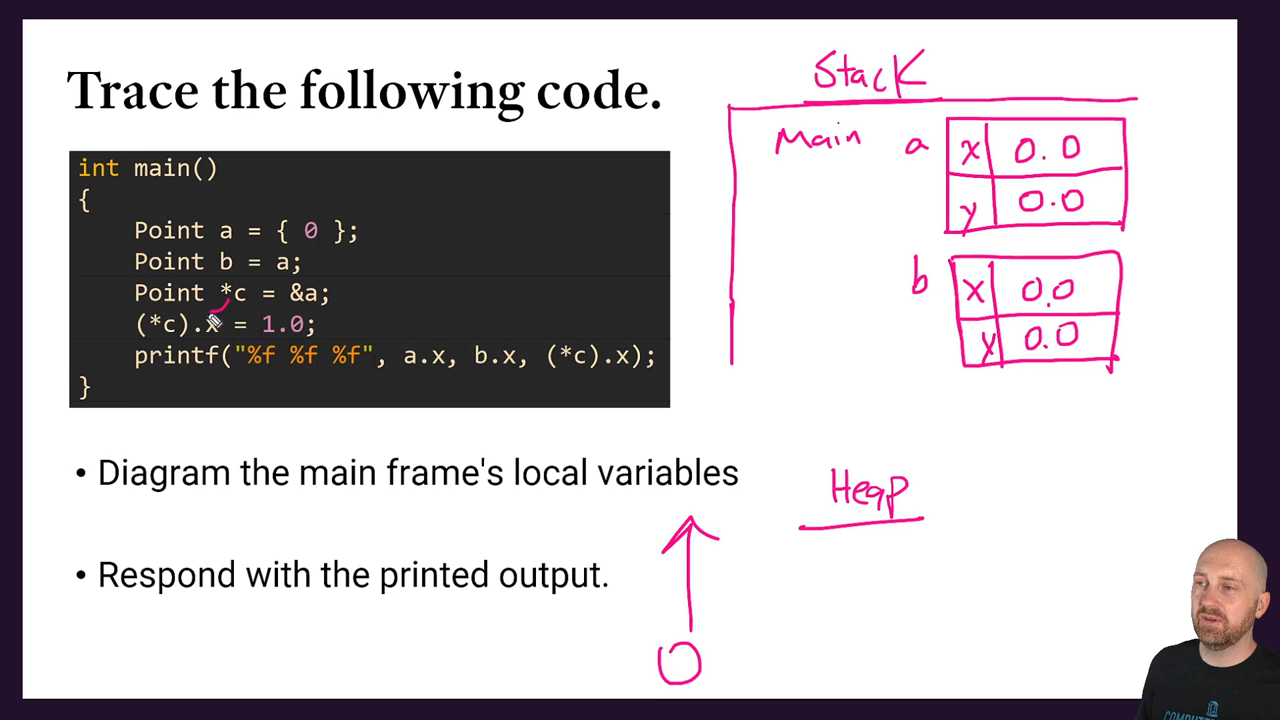 Trace the following code.
int main()
{
Point a = { 0 };
Point b = a;
Point *c = &a;
(*c).x = 1.0;
printf("%f %f %f", a.x, b.x, (*c).x);
}
• Diagram the main frame's local variables
• Respond with the printed output.
Stack
Main
a
x 0.0
y 0.0
b
x 0.0
y 0.0
Heap
0